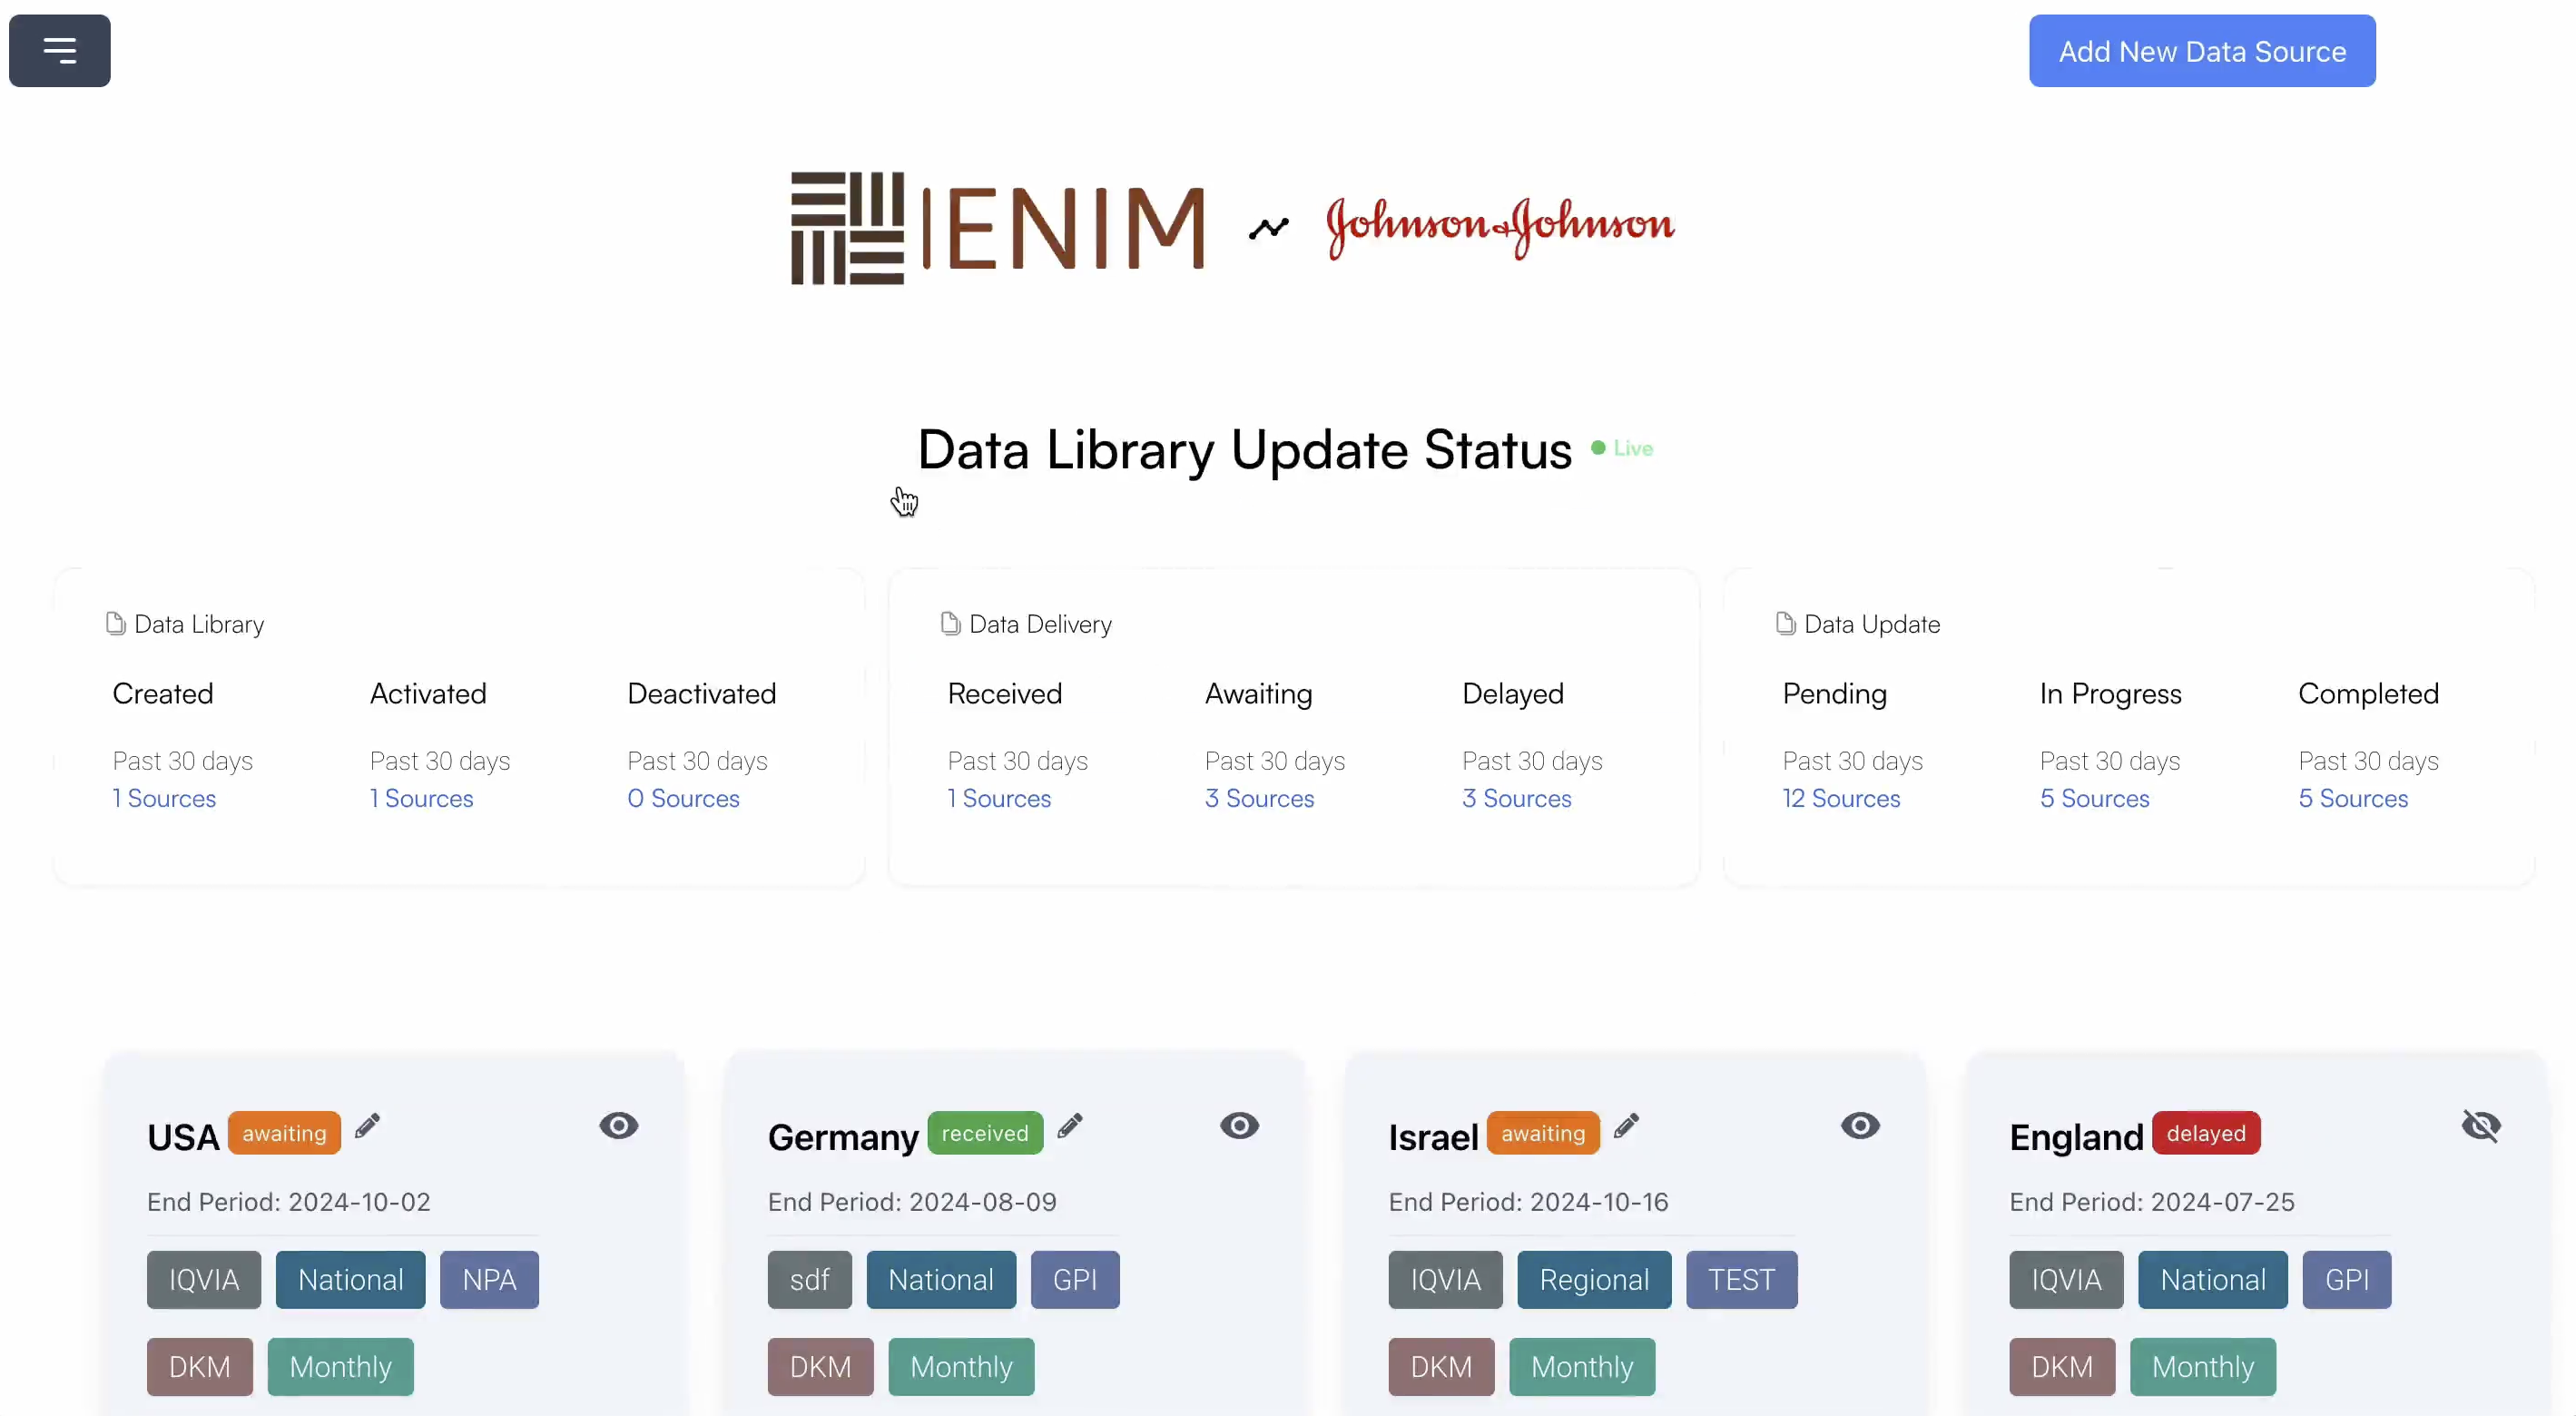 Add New Data Source
IENIM
Johnson & Johnson
Data Library Update Status
Live
Data Library
Created Activated Deactivated
Past 30 days Past 30 days Past 30 days
1 Sources 1 Sources 0 Sources
Data Delivery
Received Awaiting Delayed
Past 30 days Past 30 days Past 30 days
1 Sources 3 Sources 3 Sources
Data Update
Pending In Progress Completed
Past 30 days Past 30 days Past 30 days
12 Sources 5 Sources 5 Sources
USA awaiting
End Period: 2024-10-02
IQVIA National NPA
DKM Monthly
Germany received
End Period: 2024-08-09
sdf National GPI
DKM Monthly
Israel awaiting
End Period: 2024-10-16
IQVIA Regional TEST
DKM Monthly
England delayed
End Period: 2024-07-25
IQVIA National GPI
DKM Monthly